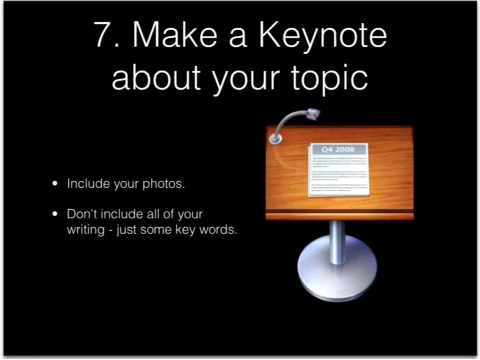 7. Make a Keynote
about your topic
Q4 2008
• Include your photos.
• Don't include all of your
writing - just some key words.